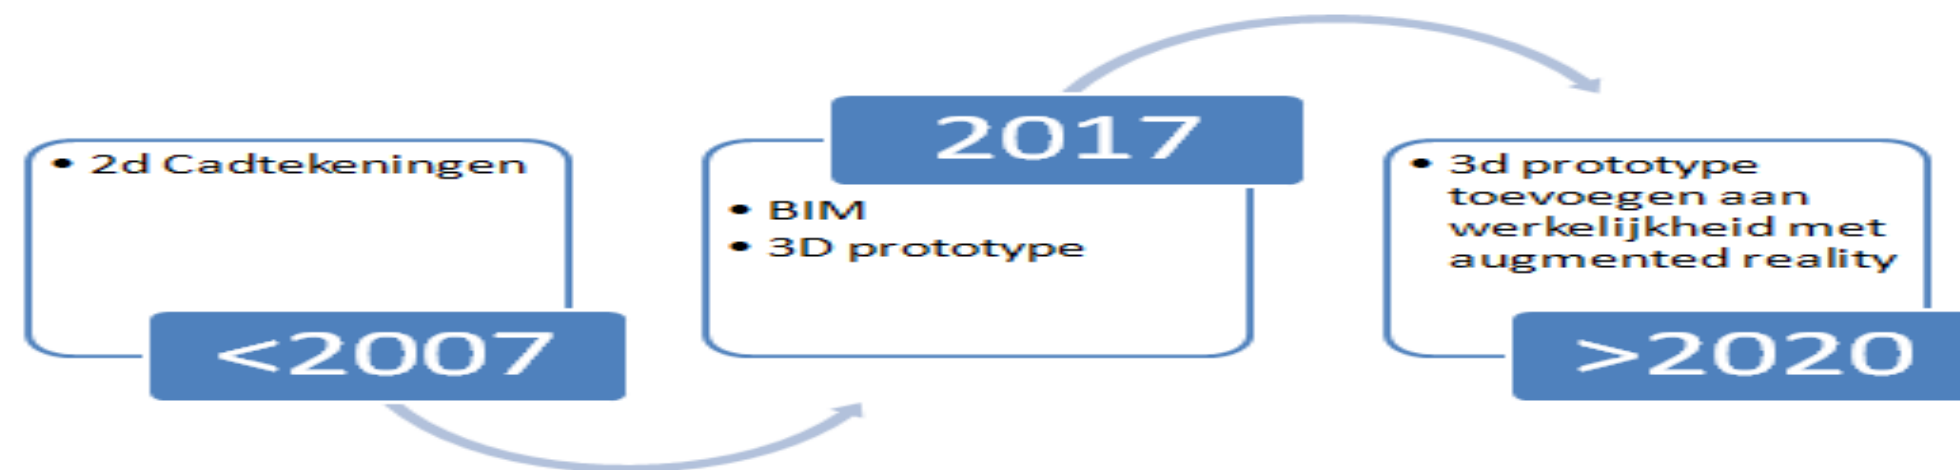 • 2d Cadtekeningen
<2007
2017
• BIM
• 3D prototype
• 3d prototype
toevoegen aan
werkelijkheid met
augmented reality
>2020